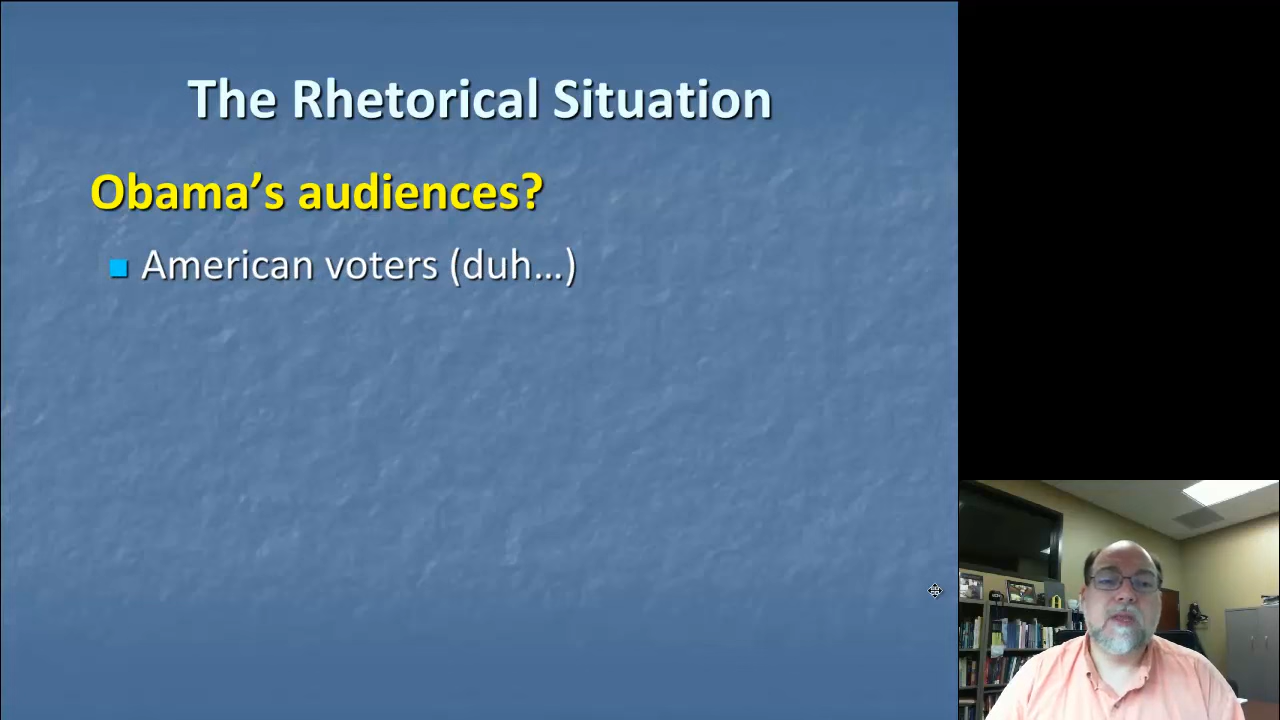 The Rhetorical Situation
Obama's audiences?
American voters (duh...)